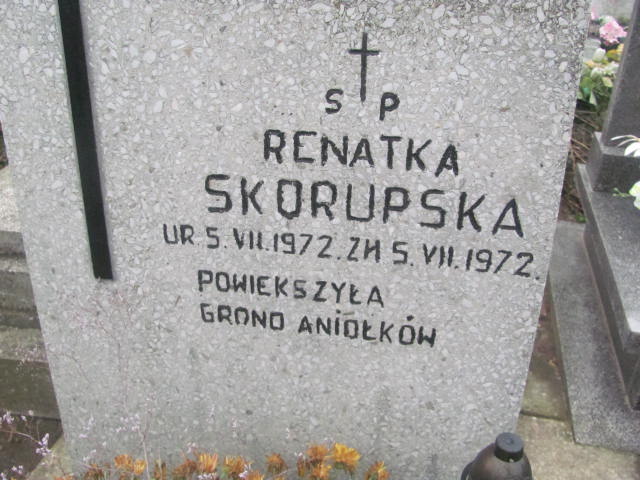 S P
RENATKA
SKORUPSKA
UR 5. VII. 1972. ZM 5. VII. 1972.
POWIEKSZYŁA
GRONO ANIOŁKÓW